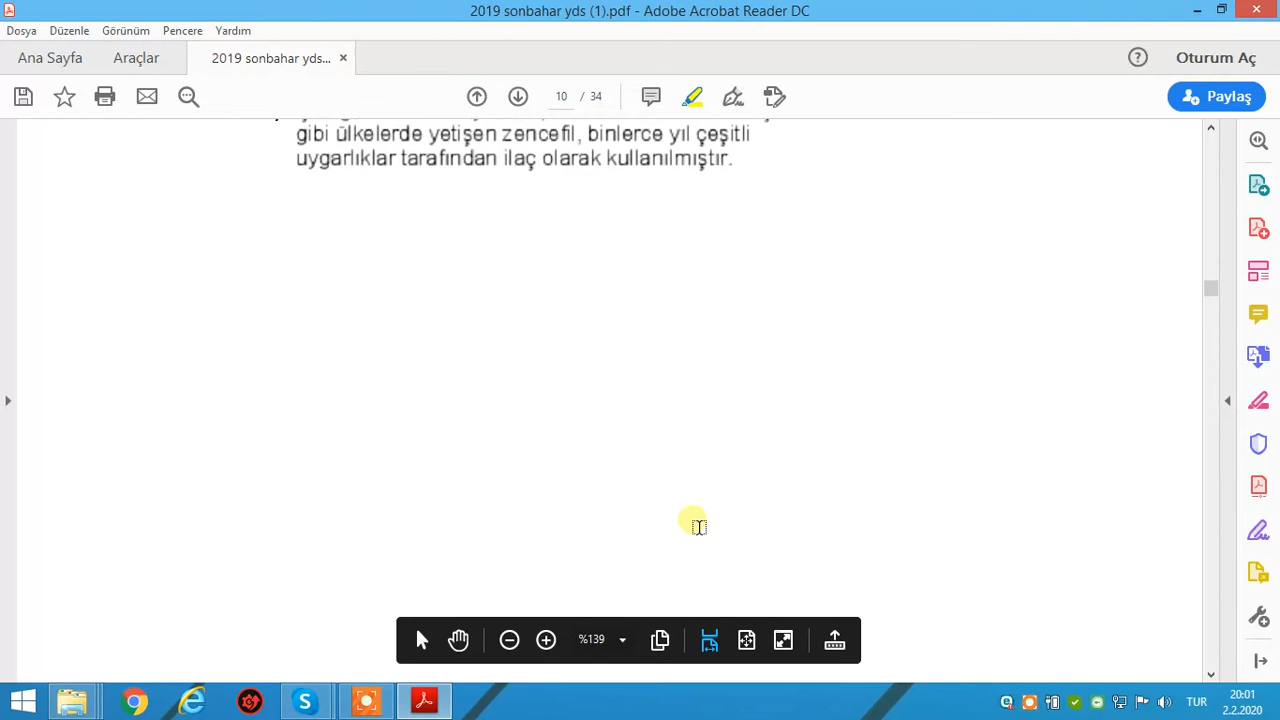 2019 sonbahar yds (1).pdf - Adobe Acrobat Reader DC
Dosya Düzenle Görünüm Pencere Yardım
Ana Sayfa Araçlar 2019 sonbahar yds... × Oturum Aç
10 / 34 Paylaş
gibi ülkelerde yetişen zencefil, binlerce yıl çeşitli
uygarlıklar tarafından ilaç olarak kullanılmıştır.
%139
TUR
20:01
2.2.2020